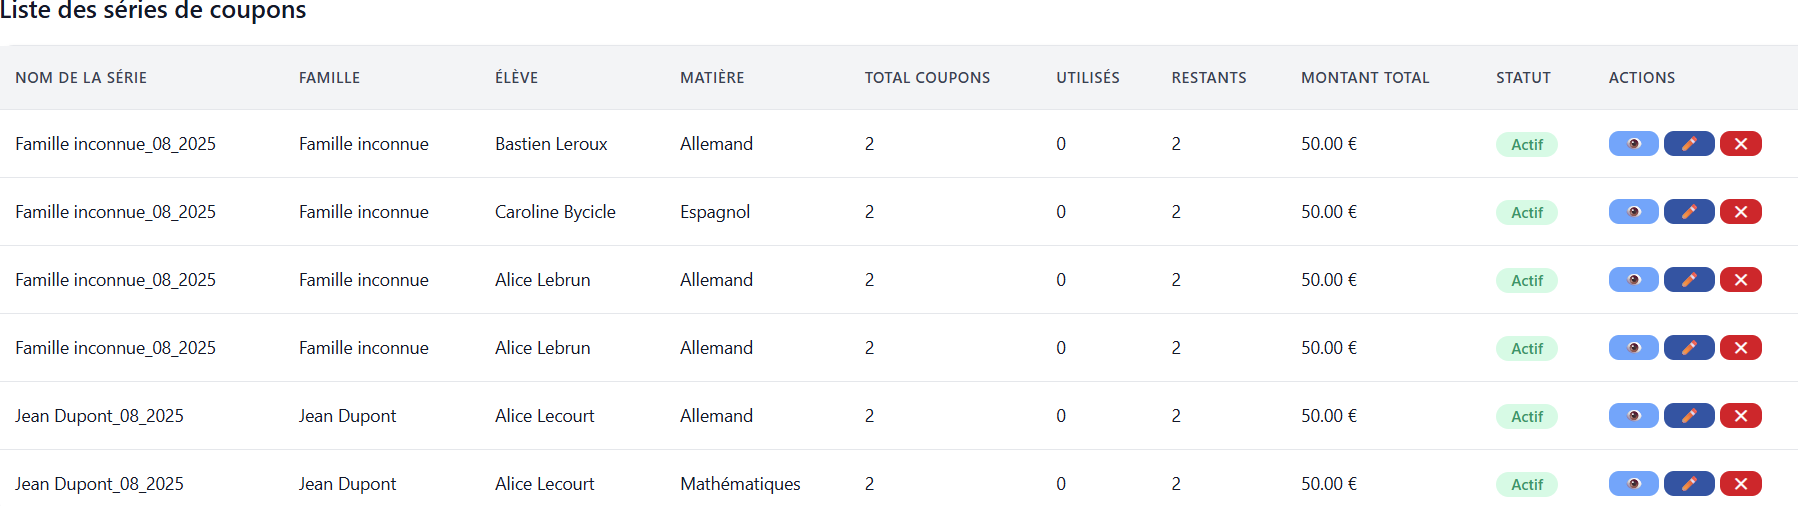 Liste des séries de coupons
NOM DE LA SÉRIE FAMILLE ÉLÈVE MATIÈRE TOTAL COUPONS UTILISÉS RESTANTS MONTANT TOTAL STATUT ACTIONS
Famille inconnue_08_2025 Famille inconnue Bastien Leroux Allemand 2 0 2 50.00 € Actif
Famille inconnue_08_2025 Famille inconnue Caroline Bycicle Espagnol 2 0 2 50.00 € Actif
Famille inconnue_08_2025 Famille inconnue Alice Lebrun Allemand 2 0 2 50.00 € Actif
Famille inconnue_08_2025 Famille inconnue Alice Lebrun Allemand 2 0 2 50.00 € Actif
Jean Dupont_08_2025 Jean Dupont Alice Lecourt Allemand 2 0 2 50.00 € Actif
Jean Dupont_08_2025 Jean Dupont Alice Lecourt Mathématiques 2 0 2 50.00 € Actif